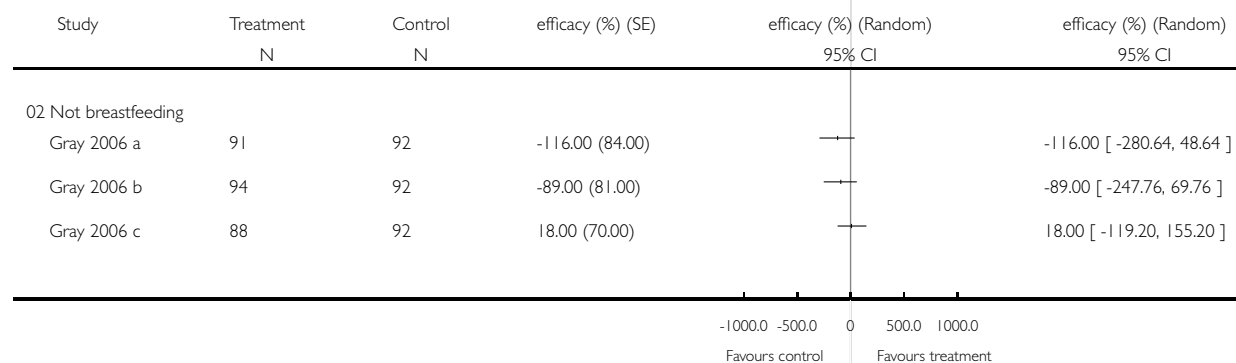 Study Treatment Control efficacy (%) (SE) efficacy (%) (Random) efficacy (%) (Random)
N N 95% CI 95% CI
02 Not breastfeeding
Gray 2006 a 91 92 -116.00 (84.00) -116.00 [ -280.64, 48.64 ]
Gray 2006 b 94 92 -89.00 (81.00) -89.00 [ -247.76, 69.76 ]
Gray 2006 c 88 92 18.00 (70.00) 18.00 [ -119.20, 155.20 ]
-1000.0 -500.0 0 500.0 1000.0
Favours control Favours treatment